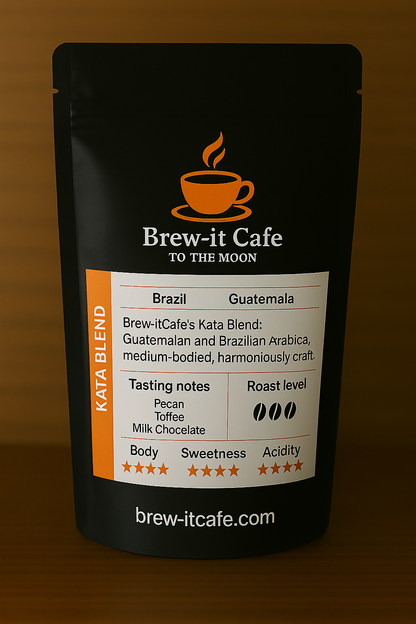 Brew-it Cafe
TO THE MOON
KATA BLEND
Brazil Guatemala
Brew-itCafe's Kata Blend:
Guatemalan and Brazilian Arabica,
medium-bodied, harmoniously craft.
Tasting notes
Pecan
Toffee
Milk Chocelate
Roast level
Body Sweetness Acidity
brew-itcafe.com